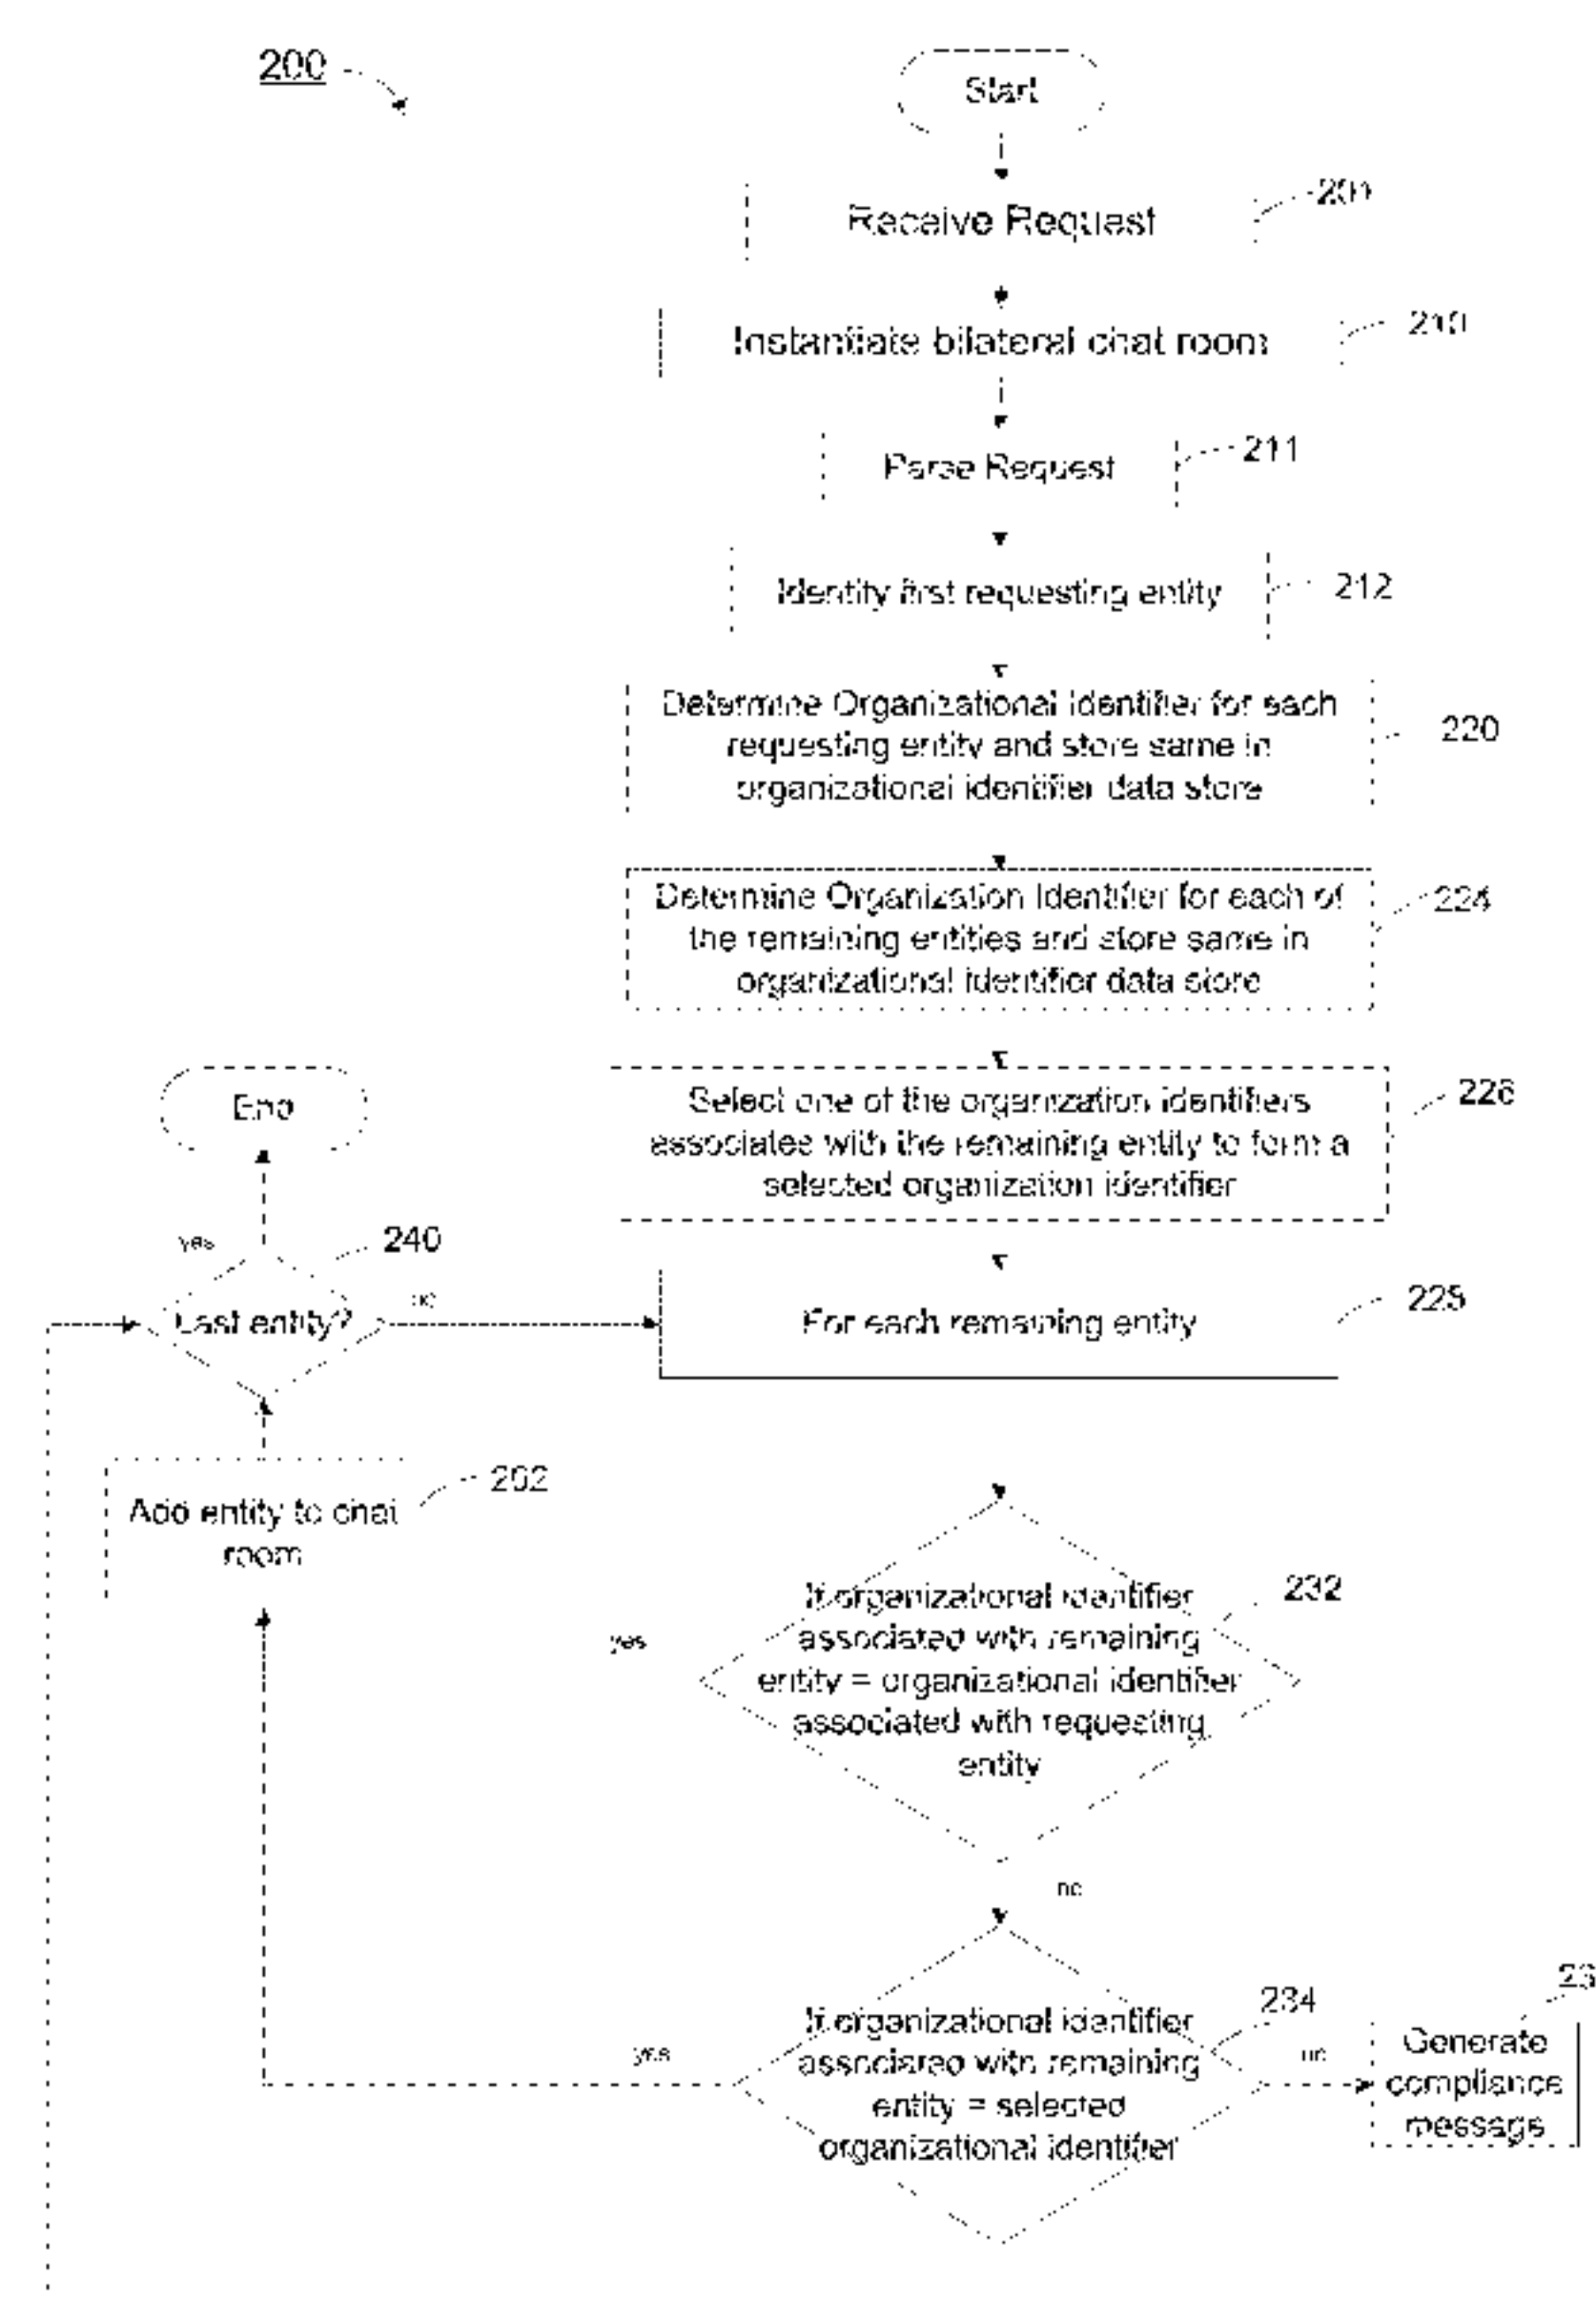 200
Start
Receive Request
Instantiate bilateral chat room
210
Parse Request
211
Identify first requesting entity
212
Determine Organizational Identifier for each
requesting entity and store same in
organizational identifier data store
220
Determine Organization Identifier for each of
the remaining entities and store same in
organizational identifier data store
224
Select one of the organization identifiers
associates with the remaining entity to form a
selected organization identifier
226
End
yes
240
Last entity?
no
For each remaining entity
228
Add entity to chat
room
If organizational identifier
associated with remaining
entity = organizational identifier
associated with requesting
entity
232
yes
no
If organizational identifier
associated with remaining
entity = selected
organizational identifier
234
yes
no
Generate
compliance
message
23